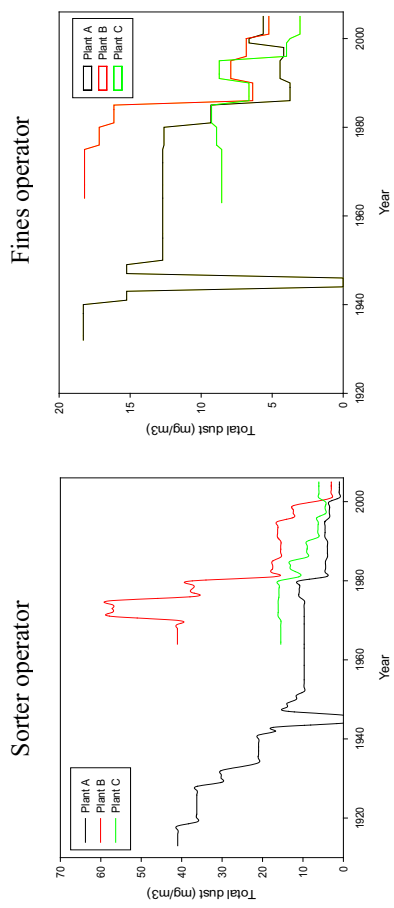 Sorter operator
Plant A
Plant B
Plant C
Total dust (mg/m3)
70
60
50
40
30
20
10
0
1920
1940
1960
1980
2000
Year
Fines operator
Plant A
Plant B
Plant C
Total dust (mg/m3)
20
15
10
5
0
1920
1940
1960
1980
2000
Year